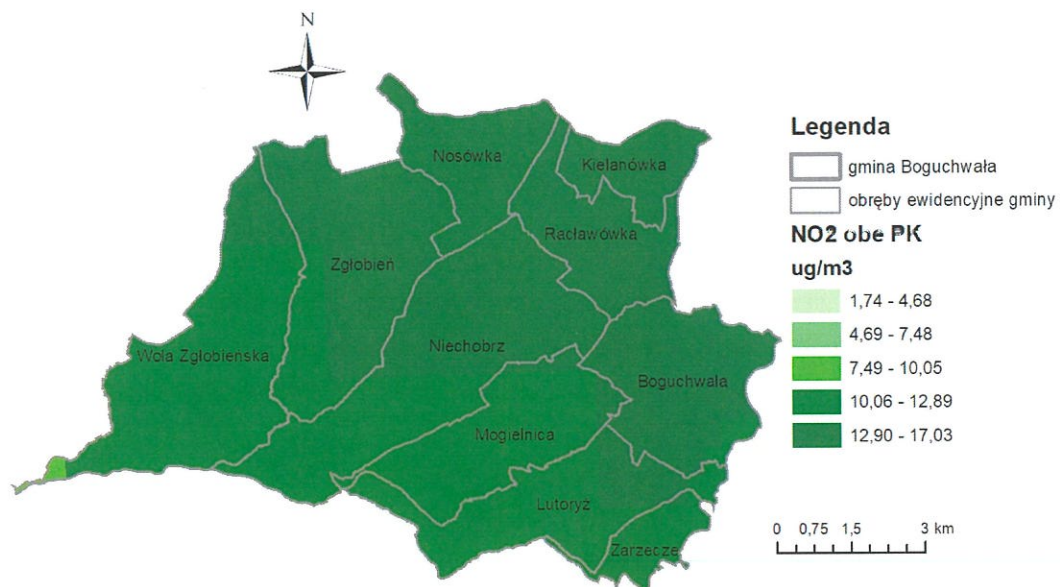 N
Nosówka
Kielanówka
Racławówka
Zgłobień
Niechobrz
Wola Zgłobieńska
Boguchwała
Mogielnica
Lutoryż
Zarzecze
Legenda
gmina Boguchwała
obręby ewidencyjne gminy
NO2 obe PK
ug/m3
1,74 - 4,68
4,69 - 7,48
7,49 - 10,05
10,06 - 12,89
12,90 - 17,03
0 0,75 1,5 3 km